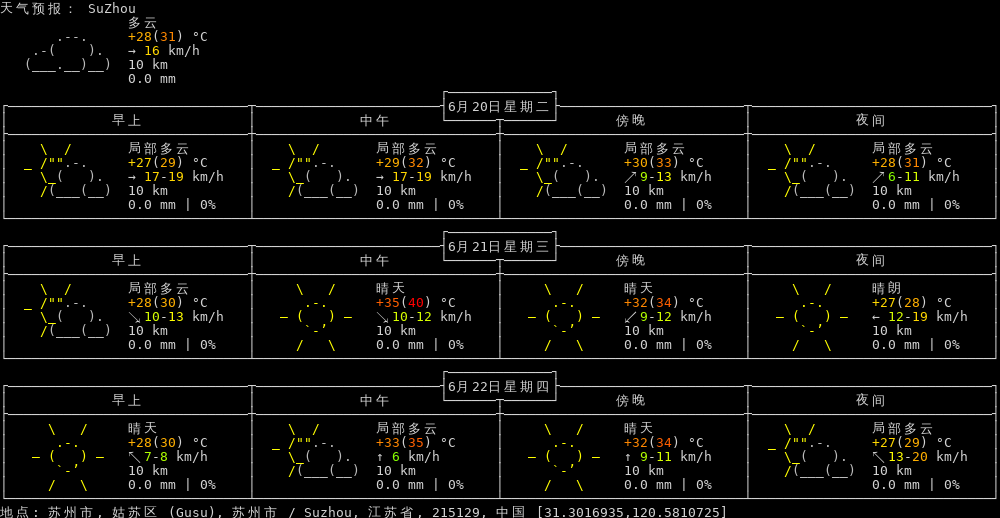 天气预报: SuZhou
多云
+28(31) °C
→ 16 km/h
10 km
0.0 mm
6月20日星期二
早上 中午 傍晚 夜间
局部多云 局部多云 局部多云 局部多云
+27(29) °C +29(32) °C +30(33) °C +28(31) °C
→ 17-19 km/h → 17-19 km/h ↗ 9-13 km/h ↗ 6-11 km/h
10 km 10 km 10 km 10 km
0.0 mm | 0% 0.0 mm | 0% 0.0 mm | 0% 0.0 mm | 0%
6月21日星期三
早上 中午 傍晚 夜间
局部多云 晴天 晴天 晴朗
+28(30) °C +35(40) °C +32(34) °C +27(28) °C
↘ 10-13 km/h ↘ 10-12 km/h ↙ 9-12 km/h ← 12-19 km/h
10 km 10 km 10 km 10 km
0.0 mm | 0% 0.0 mm | 0% 0.0 mm | 0% 0.0 mm | 0%
6月22日星期四
早上 中午 傍晚 夜间
晴天 局部多云 晴天 局部多云
+28(30) °C +33(35) °C +32(34) °C +27(29) °C
↖ 7-8 km/h ↑ 6 km/h ↑ 9-11 km/h ↖ 13-20 km/h
10 km 10 km 10 km 10 km
0.0 mm | 0% 0.0 mm | 0% 0.0 mm | 0% 0.0 mm | 0%
地点: 苏州市, 姑苏区 (Gusu), 苏州市 / Suzhou, 江苏省, 215129, 中国 [31.3016935,120.5810725]